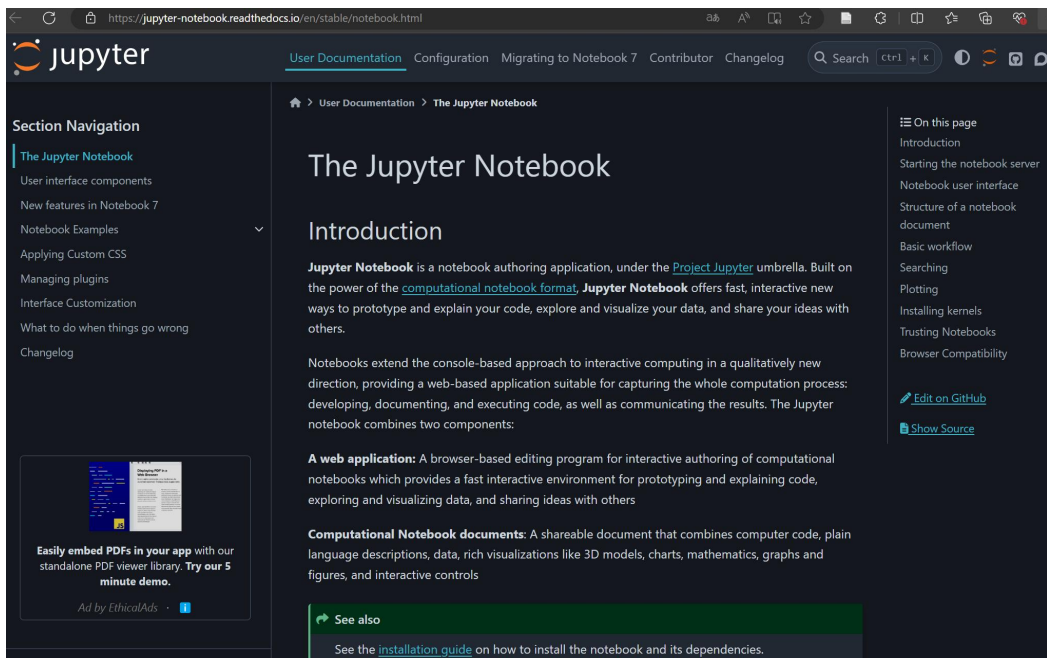 https://jupyter-notebook.readthedocs.io/en/stable/notebook.html
jupyter
User Documentation Configuration Migrating to Notebook 7 Contributor Changelog
Search Ctrl + K
User Documentation > The Jupyter Notebook
Section Navigation
The Jupyter Notebook
User interface components
New features in Notebook 7
Notebook Examples
Applying Custom CSS
Managing plugins
Interface Customization
What to do when things go wrong
Changelog
Easily embed PDFs in your app with our
standalone PDF viewer library. Try our 5
minute demo.
Ad by EthicalAds
The Jupyter Notebook
Introduction
Jupyter Notebook is a notebook authoring application, under the Project Jupyter umbrella. Built on
the power of the computational notebook format, Jupyter Notebook offers fast, interactive new
ways to prototype and explain your code, explore and visualize your data, and share your ideas with
others.
Notebooks extend the console-based approach to interactive computing in a qualitatively new
direction, providing a web-based application suitable for capturing the whole computation process:
developing, documenting, and executing code, as well as communicating the results. The Jupyter
notebook combines two components:
A web application: A browser-based editing program for interactive authoring of computational
notebooks which provides a fast interactive environment for prototyping and explaining code,
exploring and visualizing data, and sharing ideas with others
Computational Notebook documents: A shareable document that combines computer code, plain
language descriptions, data, rich visualizations like 3D models, charts, mathematics, graphs and
figures, and interactive controls
See also
See the installation guide on how to install the notebook and its dependencies.
On this page
Introduction
Starting the notebook server
Notebook user interface
Structure of a notebook
document
Basic workflow
Searching
Plotting
Installing kernels
Trusting Notebooks
Browser Compatibility
Edit on GitHub
Show Source